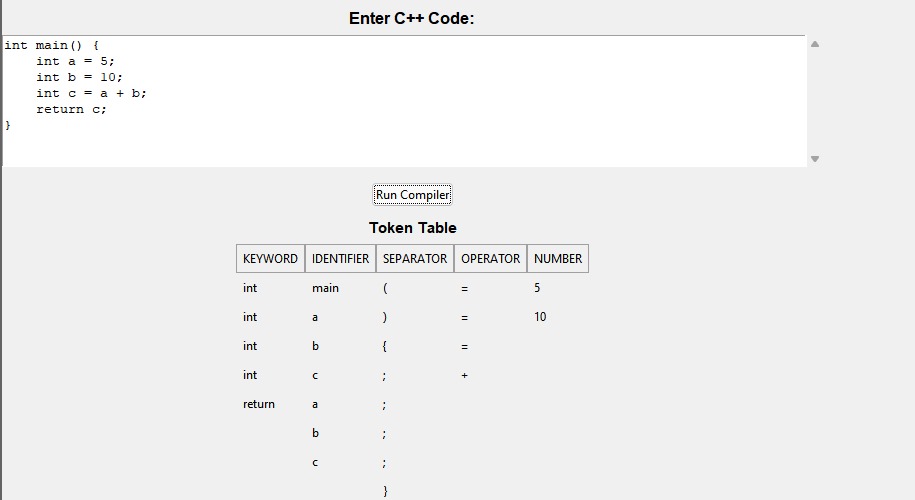 Enter C++ Code:
int main() {
    int a = 5;
    int b = 10;
    int c = a + b;
    return c;
}
Run Compiler
Token Table
KEYWORD IDENTIFIER SEPARATOR OPERATOR NUMBER
int main ( = 5
int a ) = 10
int b { =
int c ; +
return a ;
b ;
c ;
}